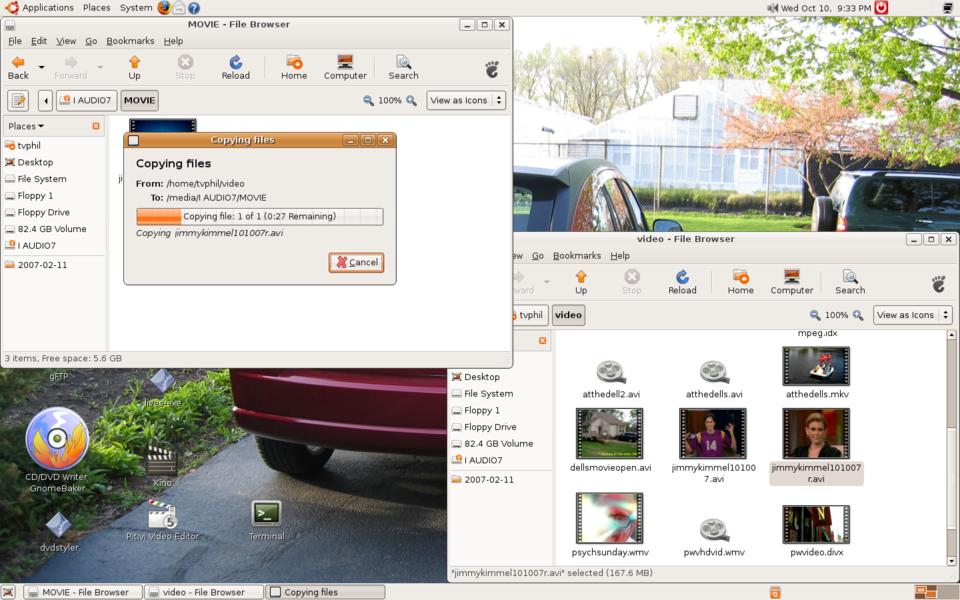 Applications Places System
Wed Oct 10, 9:33 PM
MOVIE - File Browser
File Edit View Go Bookmarks Help
Back Forward Up Stop Reload Home Computer Search
I AUDIO7 MOVIE 100% View as Icons
Places
tvphil
Desktop
File System
Floppy 1
Floppy Drive
82.4 GB Volume
I AUDIO7
2007-02-11
3 items, Free space: 5.6 GB
Copying files
Copying files
From: /home/tvphil/video
To: /media/I AUDIO7/MOVIE
Copying file: 1 of 1 (0:27 Remaining)
Copying jimmykimmel101007r.avi
Cancel
video - File Browser
Go Bookmarks Help
Up Stop Reload Home Computer Search
tvphil video 100% View as Icons
Desktop
File System
Floppy 1
Floppy Drive
82.4 GB Volume
I AUDIO7
2007-02-11
mpeg.idx
atthedell2.avi atthedells.avi atthedells.mkv
dellsmovieopen.avi jimmykimmel10100 jimmykimmel101007
7.avi r.avi
psychsunday.wmv pwvhdvid.wmv pwvideo.divx
"jimmykimmel101007r.avi" selected (167.6 MB)
gFTP
lives-exe
CD/DVD Writer
GnomeBaker
Kino
dvdstyler
Pitivi Video Editor
Terminal
MOVIE - File Browser video - File Browser Copying files